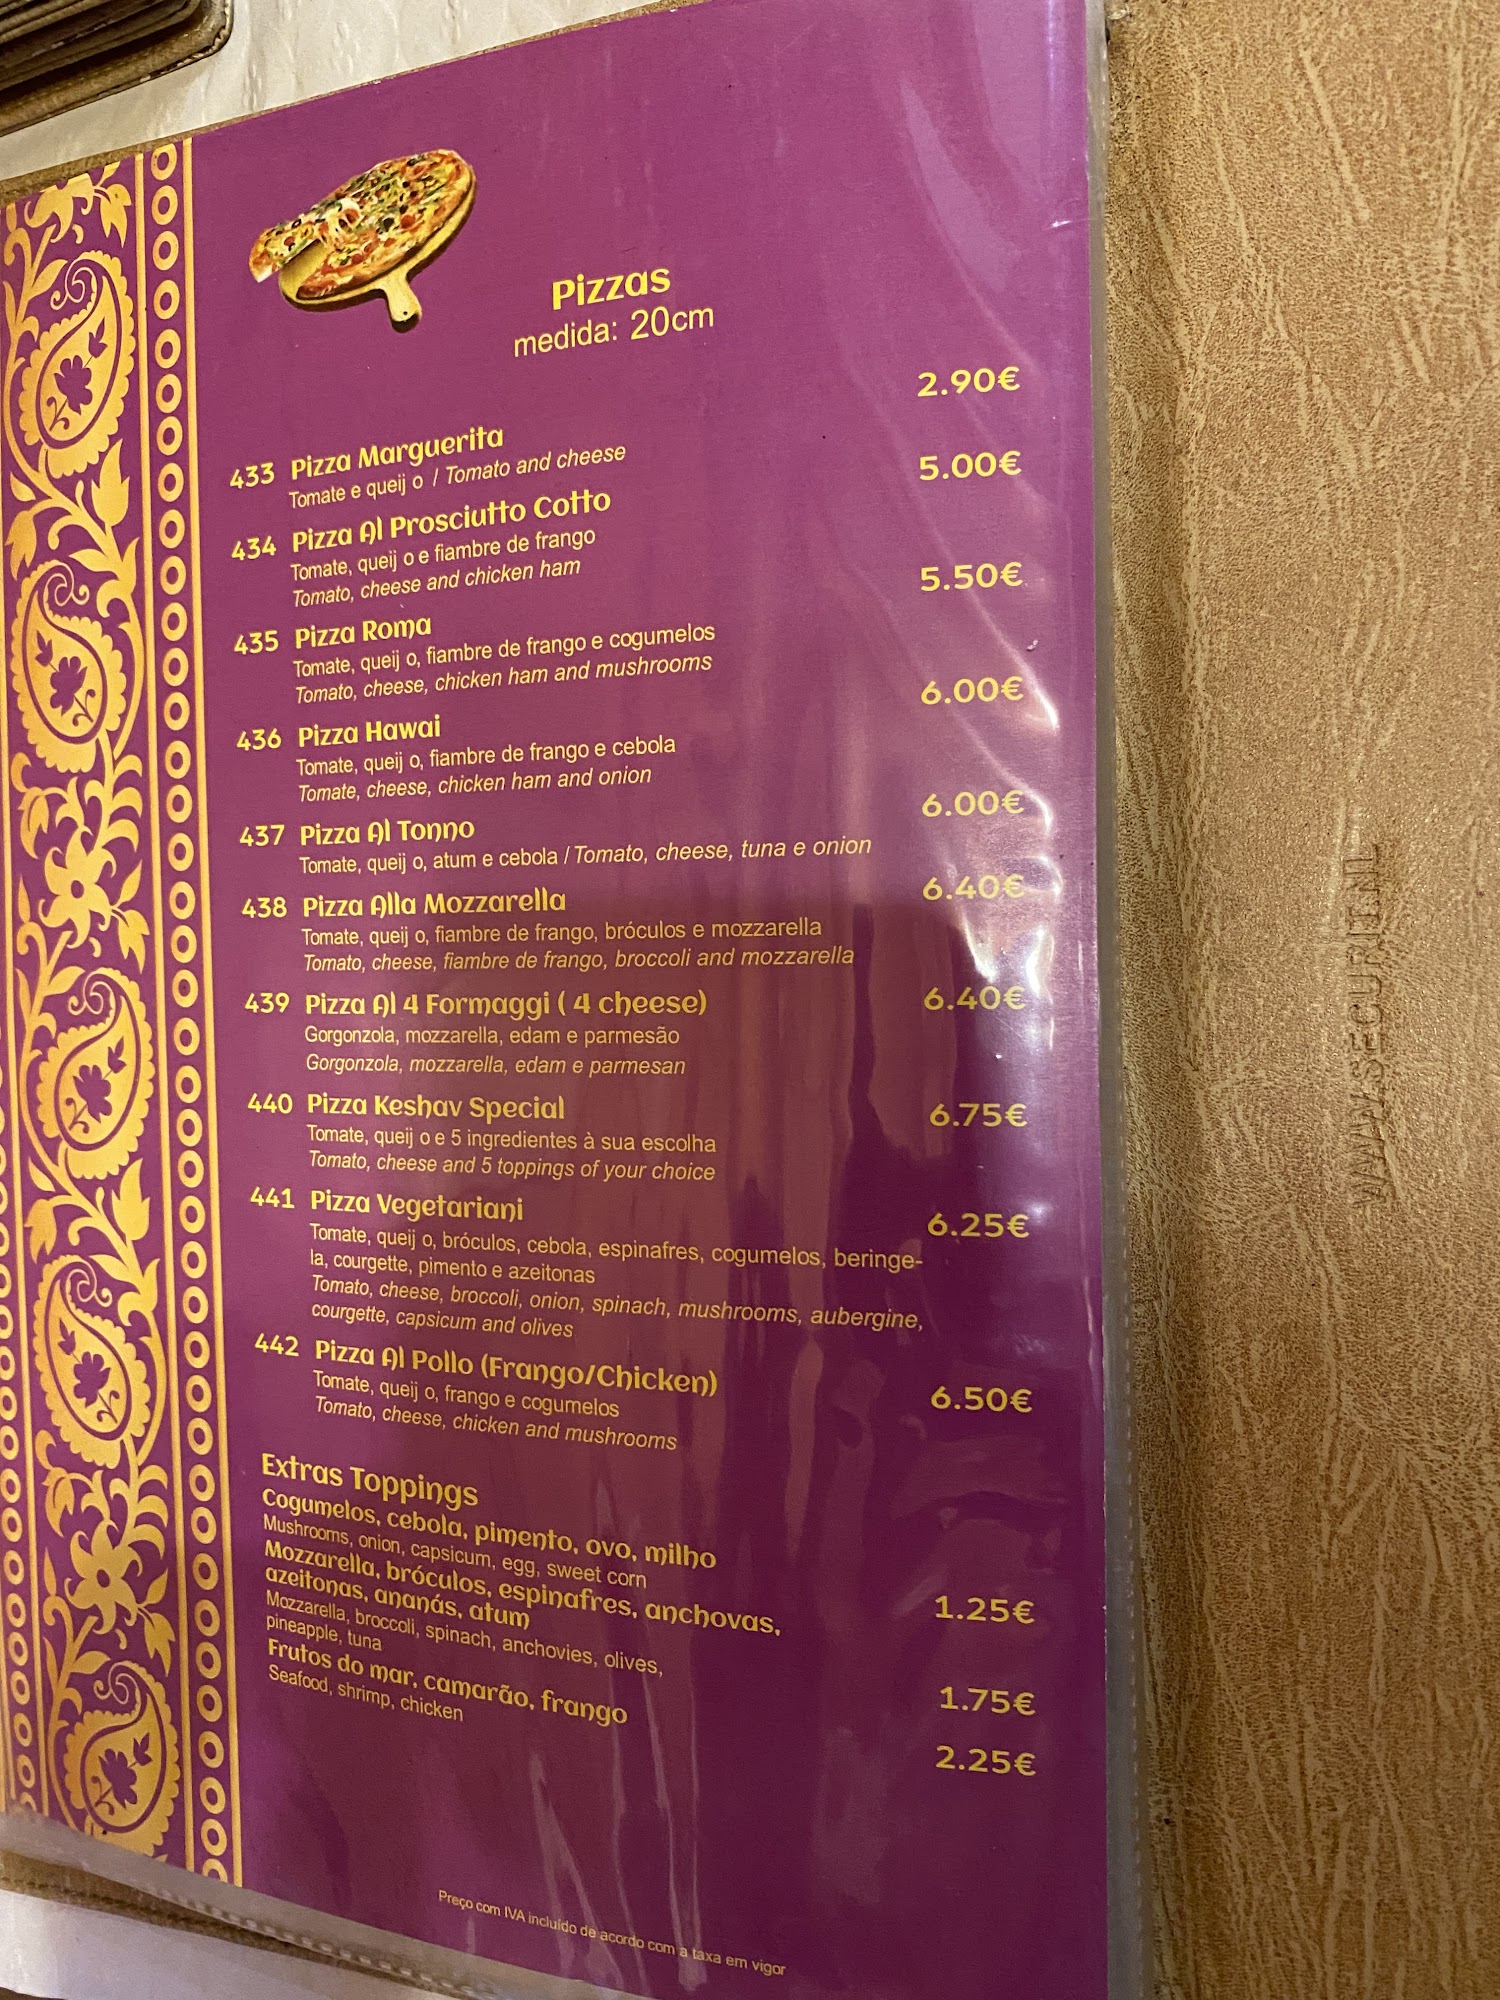 Pizzas
medida: 20cm
433 Pizza Marguerita 2.90€
Tomate e queij o / Tomato and cheese
434 Pizza Al Prosciutto Cotto 5.00€
Tomate, queij o e fiambre de frango
Tomato, cheese and chicken ham
435 Pizza Roma 5.50€
Tomate, queij o, fiambre de frango e cogumelos
Tomato, cheese, chicken ham and mushrooms
436 Pizza Hawai 6.00€
Tomate, queij o, fiambre de frango e cebola
Tomate, cheese, chicken ham and onion
437 Pizza Al Tonno 6.00€
Tomate, queij o, atum e cebola / Tomato, cheese, tuna e onion
438 Pizza Alla Mozzarella 6.40€
Tomate, queij o, fiambre de frango, bróculos e mozzarella
Tomato, cheese, fiambre de frango, broccoli and mozzarella
439 Pizza Al 4 Formaggi ( 4 cheese) 6.40€
Gorgonzola, mozzarella, edam e parmesão
Gorgonzola, mozzarella, edam e parmesan
440 Pizza Keshav Special 6.75€
Tomate, queij o e 5 ingredientes à sua escolha
Tomato, cheese and 5 toppings of your choice
441 Pizza Vegetariani 6.25€
Tomate, queij o, bróculos, cebola, espinafres, cogumelos, beringe-
la, courgette, pimento e azeitonas
Tomato, cheese, broccoli, onion, spinach, mushrooms, aubergine,
courgette, capsicum and olives
442 Pizza Al Pollo (Frango/Chicken) 6.50€
Tomate, queij o, frango e cogumelos
Tomato, cheese, chicken and mushrooms
Extras Toppings
Cogumelos, cebola, pimento, ovo, milho 1.25€
Mushrooms, onion, capsicum, egg, sweet corn
Mozzarella, bróculos, espinafres, anchovas,
azeitonas, ananás, atum 1.75€
Mozzarella, broccoli, spinach, anchovies, olives,
pineapple, tuna
Frutos do mar, camarão, frango 2.25€
Seafood, shrimp, chicken
Preço com IVA incluído de acordo com a taxa em vigor
WWW.SECURIT.NL